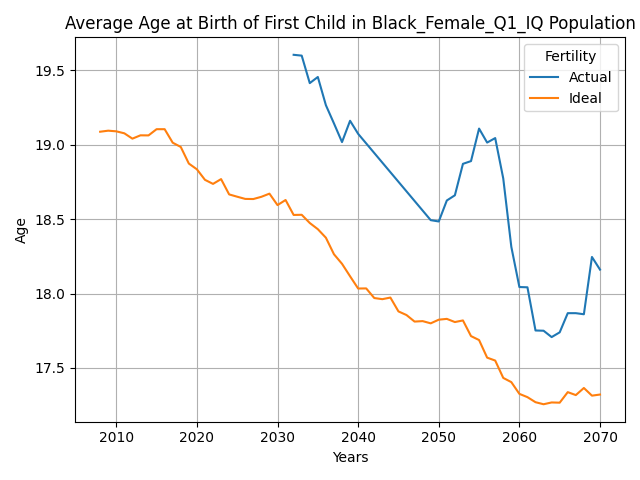 Average Age at Birth of First Child in Black_Female_Q1_IQ Population
Fertility
Actual
Ideal
19.5
19.0
18.5
18.0
17.5
Age
2010 2020 2030 2040 2050 2060 2070
Years